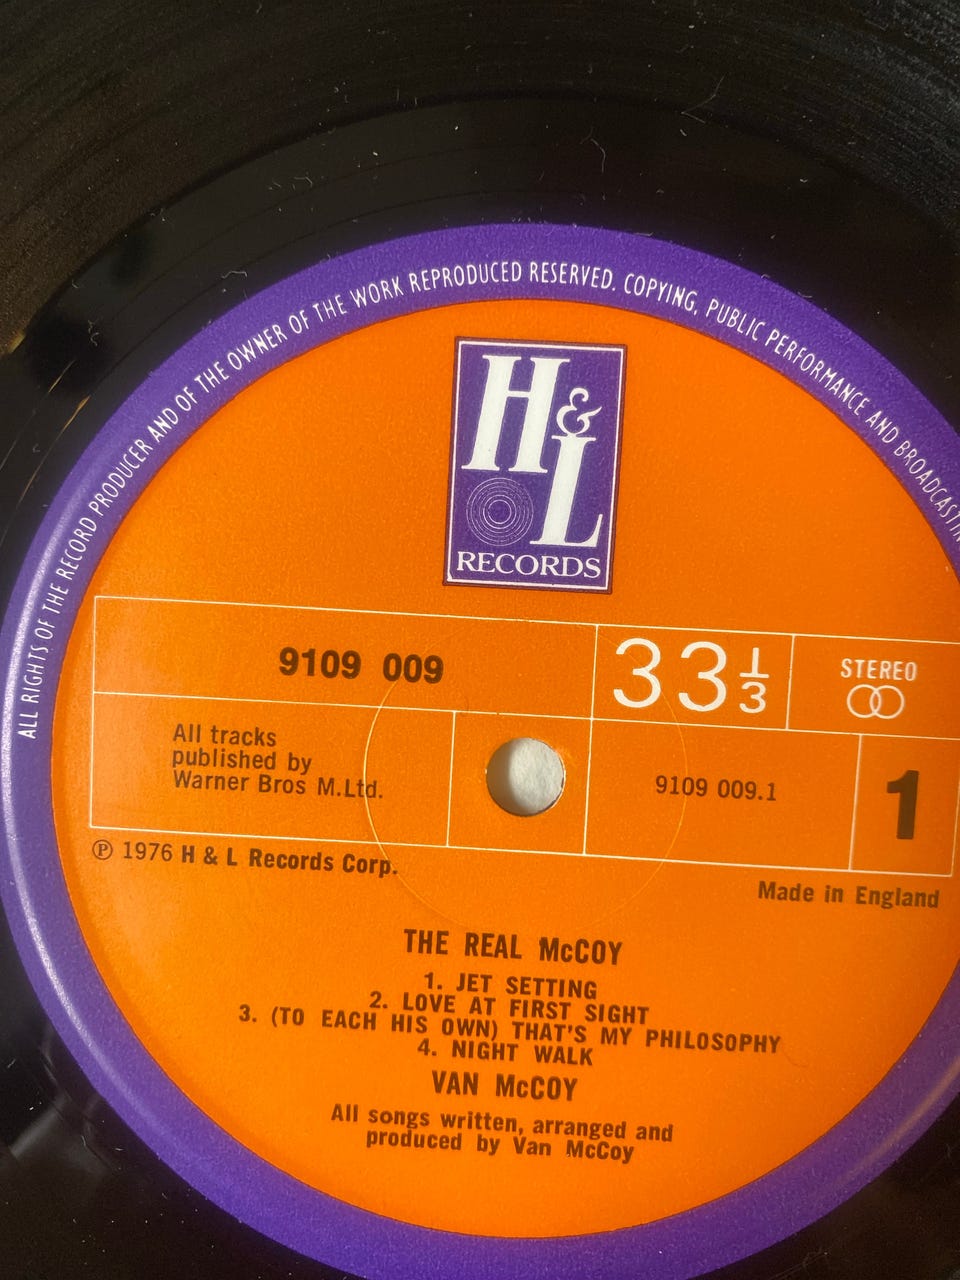 ALL RIGHTS OF THE RECORD PRODUCER AND OF THE OWNER OF THE WORK REPRODUCED RESERVED. COPYING, PUBLIC PERFORMANCE AND
H & L
RECORDS
9109 009
33 1/3
STEREO
All tracks
published by
Warner Bros M.Ltd.
9109 009.1
1
℗ 1976 H & L Records Corp.
Made in England
THE REAL McCOY
1. JET SETTING
2. LOVE AT FIRST SIGHT
3. (TO EACH HIS OWN) THAT'S MY PHILOSOPHY
4. NIGHT WALK
VAN McCOY
All songs written, arranged and
produced by Van McCoy